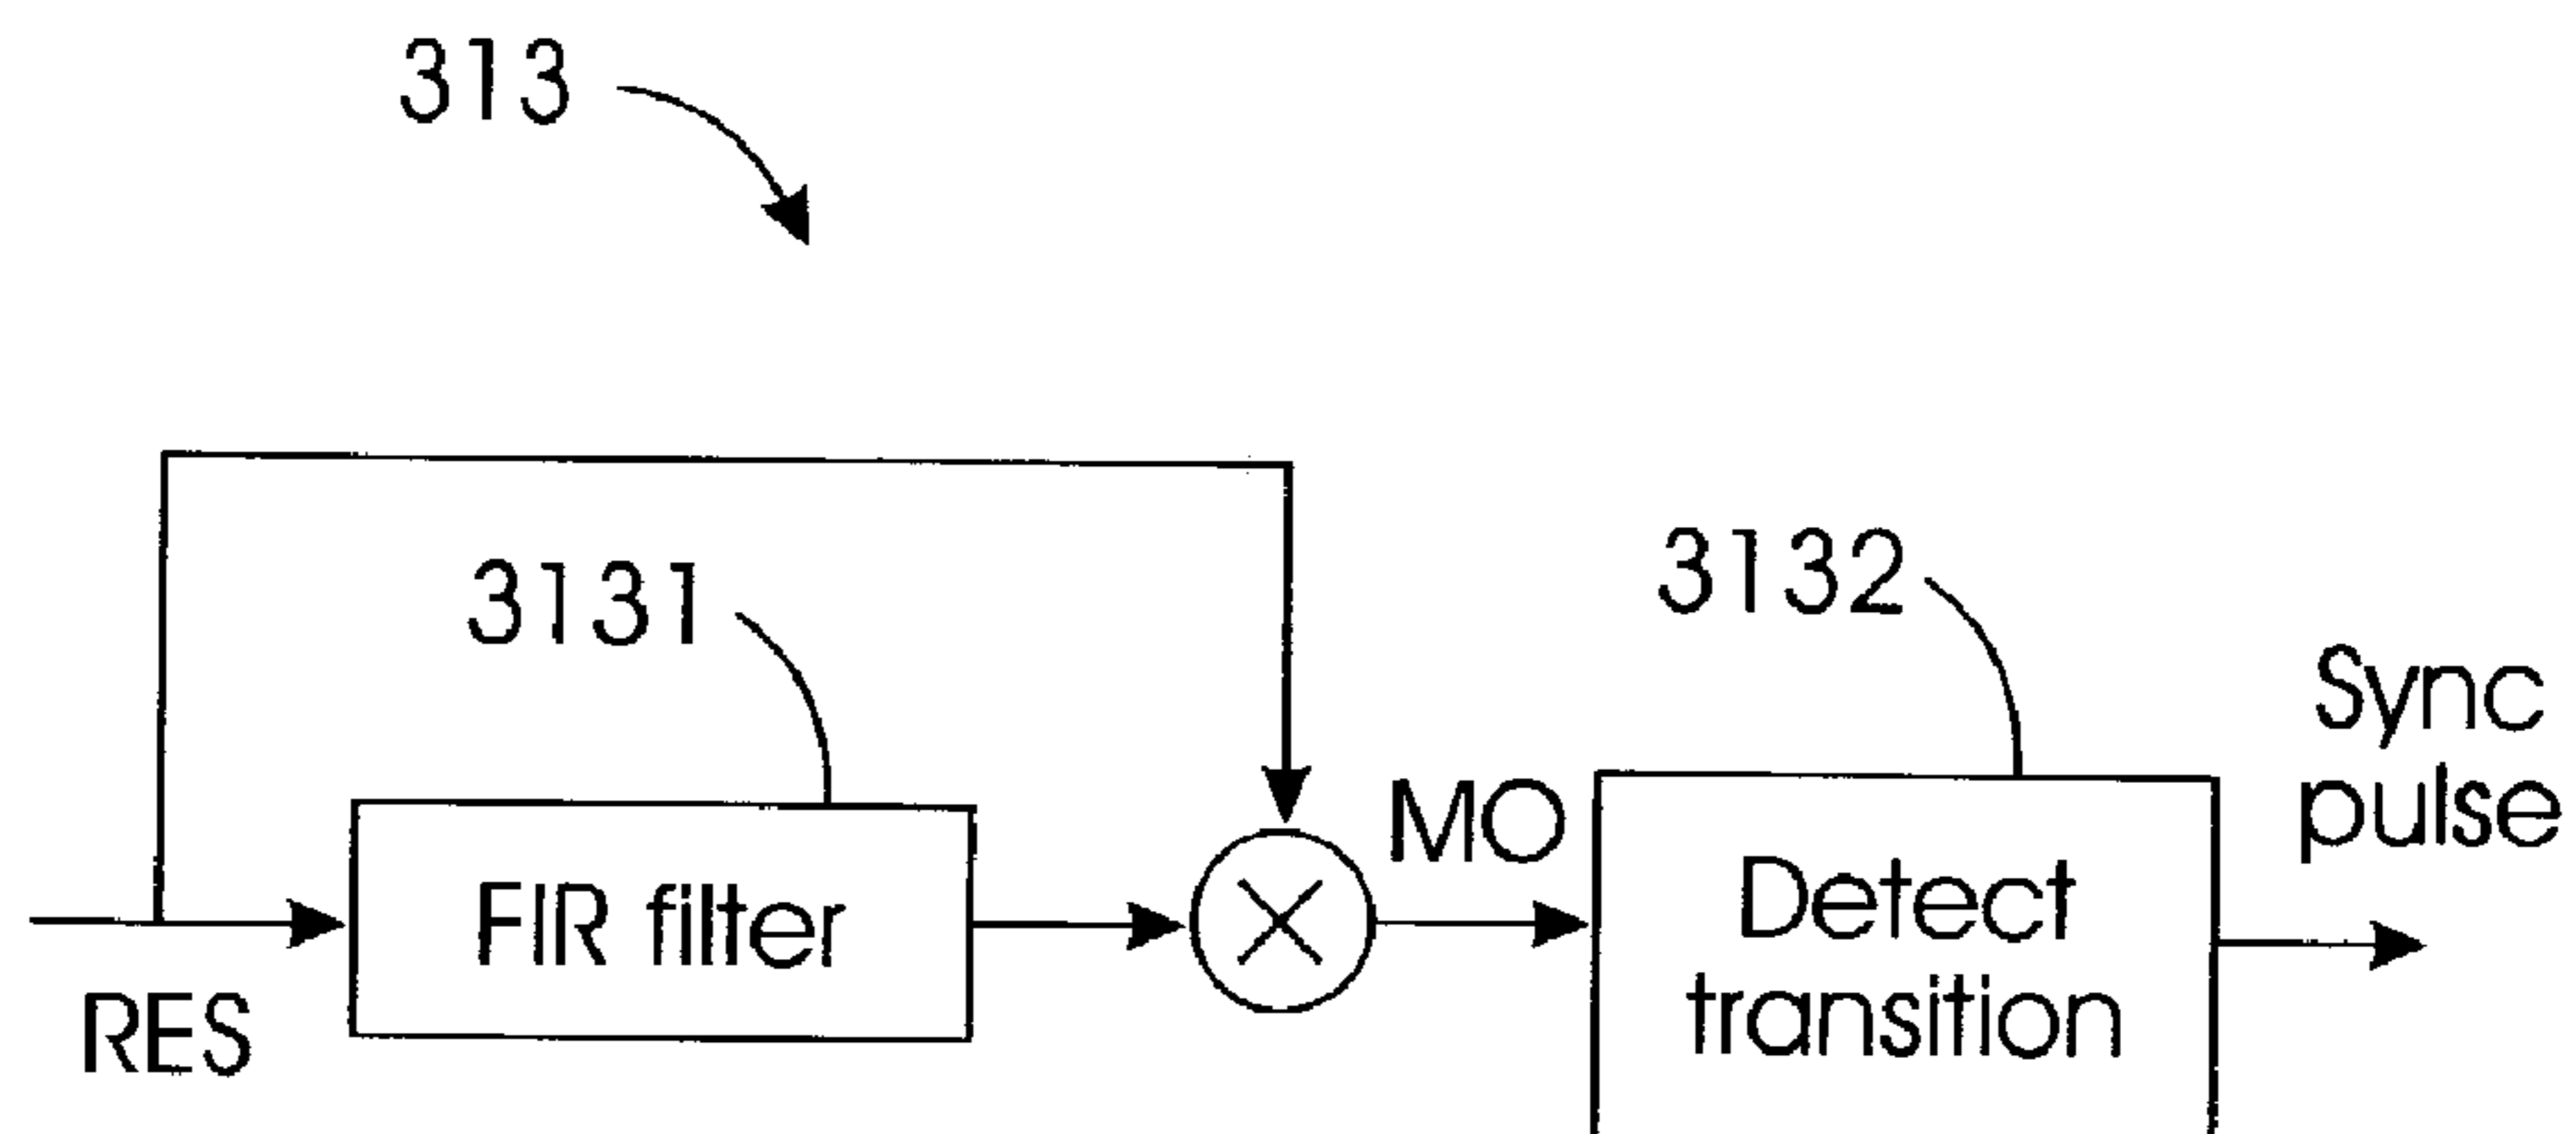 313
3131
3132
Sync
pulse
MO
FIR filter
Detect
transition
RES